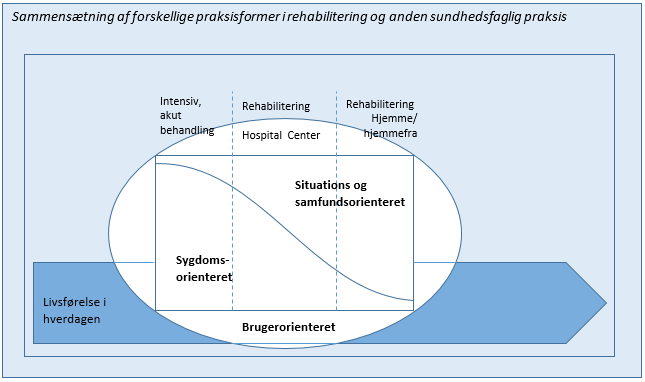 Sammensætning af forskellige praksisformer i rehabilitering og anden sundhedsfaglig praksis
Intensiv,
akut
behandling
Rehabilitering
Hospital Center
Rehabilitering
Hjemme/
hjemmefra
Situations og
samfundsorienteret
Sygdoms-
orienteret
Livsførelse i
hverdagen
Brugerorienteret